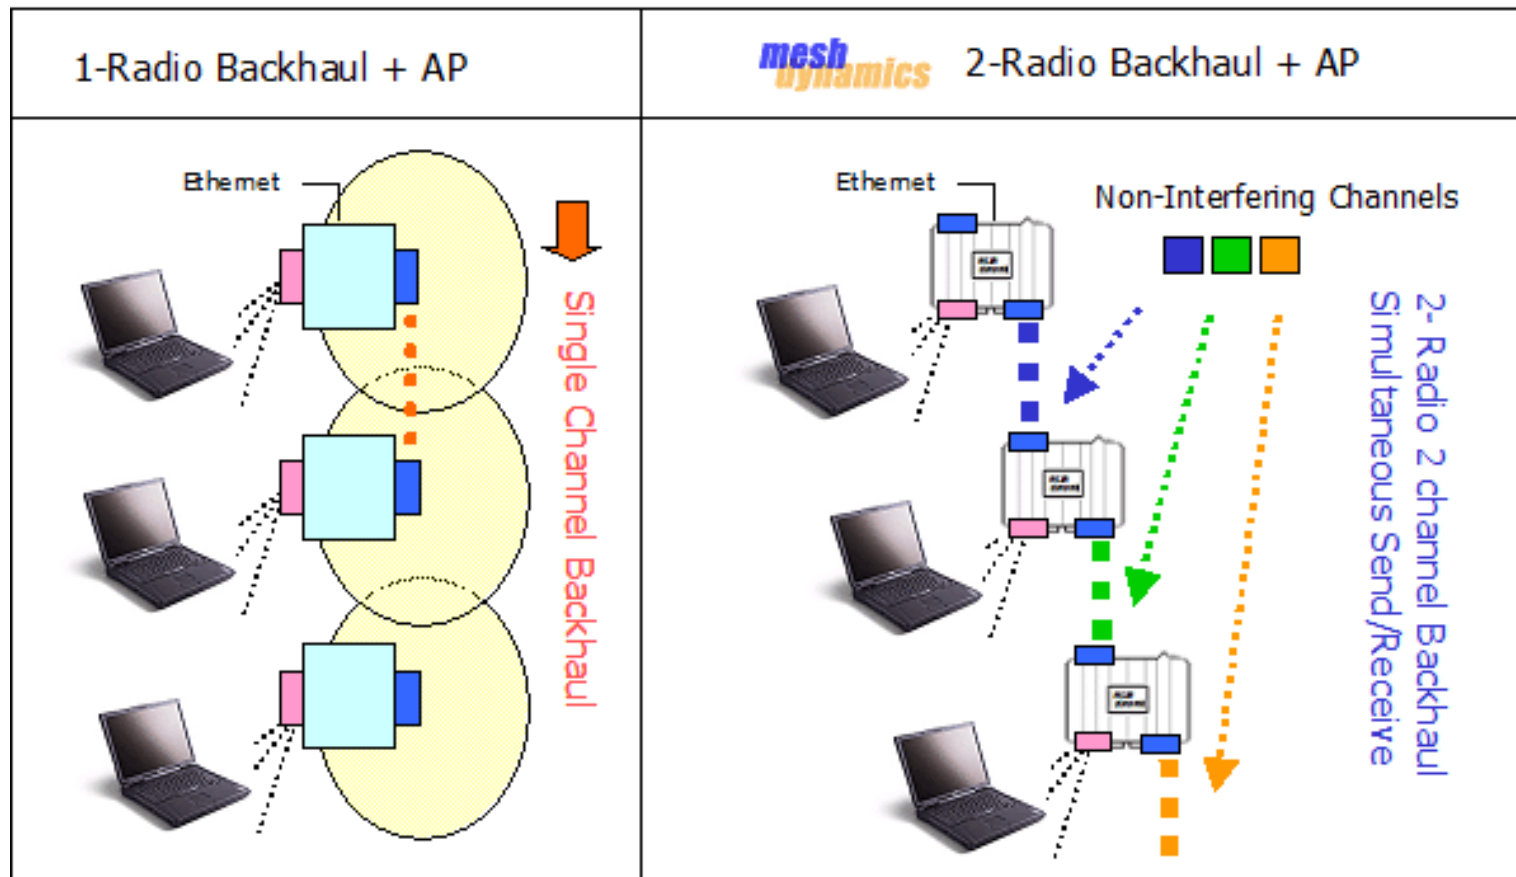 1-Radio Backhaul + AP
mesh dynamics
2-Radio Backhaul + AP
Ethernet
Single Channel Backhaul
Ethernet
Non-Interfering Channels
2- Radio 2 channel Backhaul
Simultaneous Send/Receive